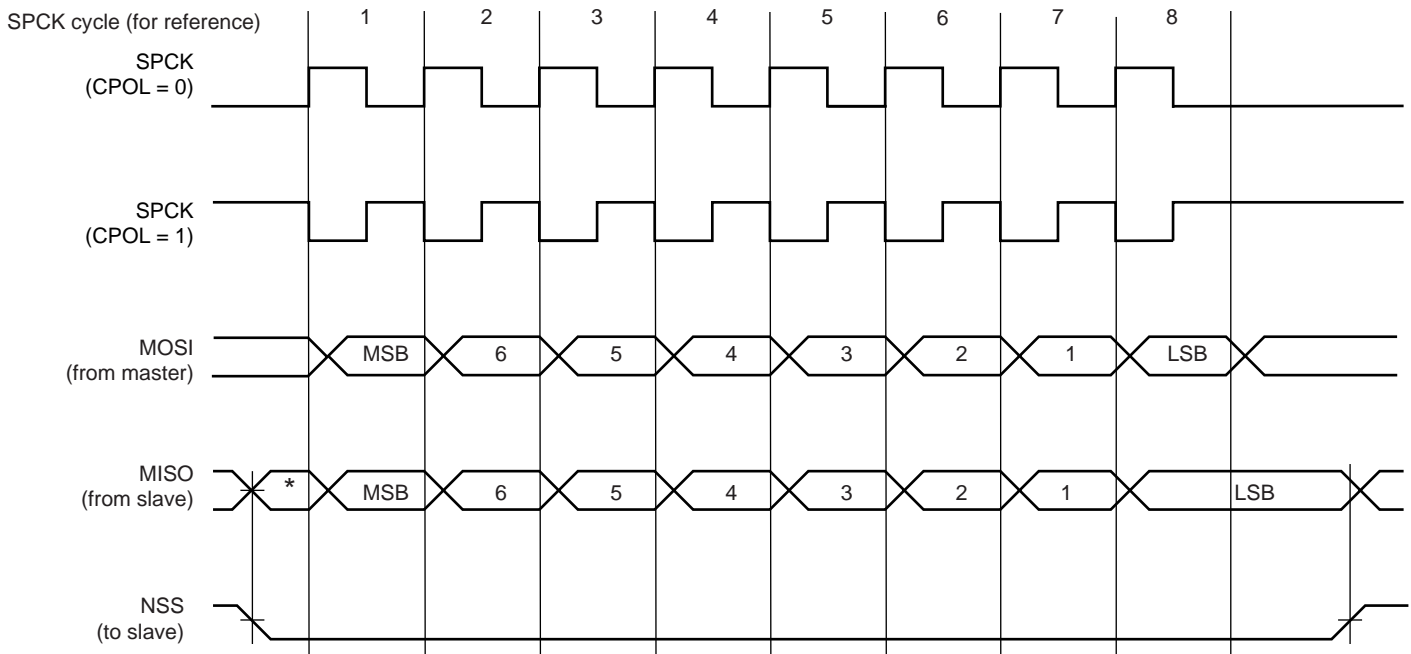 SPCK cycle (for reference) 1 2 3 4 5 6 7 8
SPCK
(CPOL = 0)
SPCK
(CPOL = 1)
MOSI
(from master)
MSB 6 5 4 3 2 1 LSB
MISO
(from slave)
* MSB 6 5 4 3 2 1 LSB
NSS
(to slave)